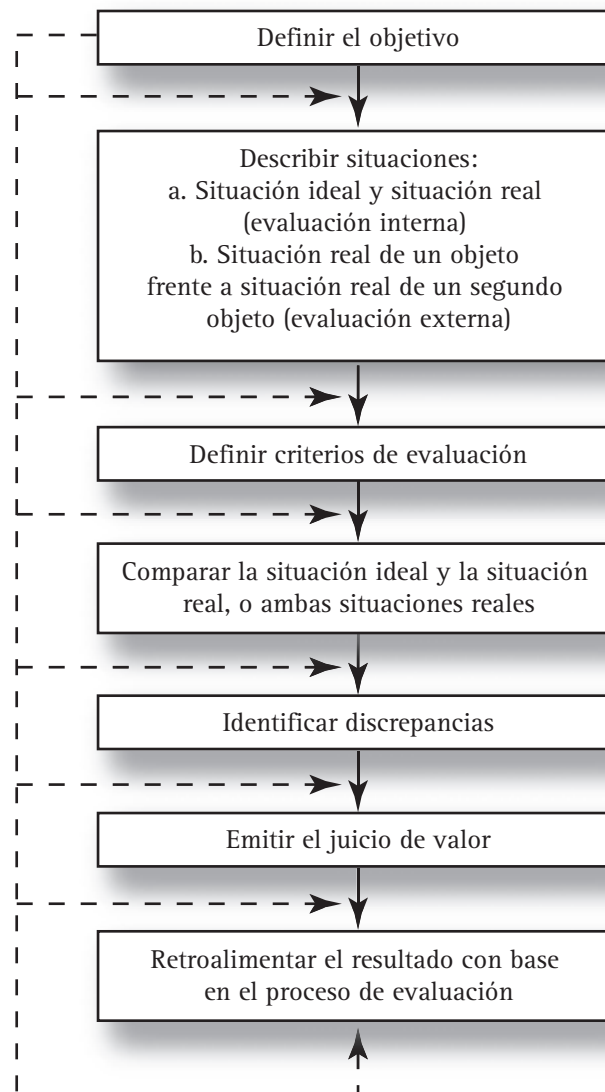 Definir el objetivo
Describir situaciones:
a. Situación ideal y situación real
(evaluación interna)
b. Situación real de un objeto
frente a situación real de un segundo
objeto (evaluación externa)
Definir criterios de evaluación
Comparar la situación ideal y la situación
real, o ambas situaciones reales
Identificar discrepancias
Emitir el juicio de valor
Retroalimentar el resultado con base
en el proceso de evaluación